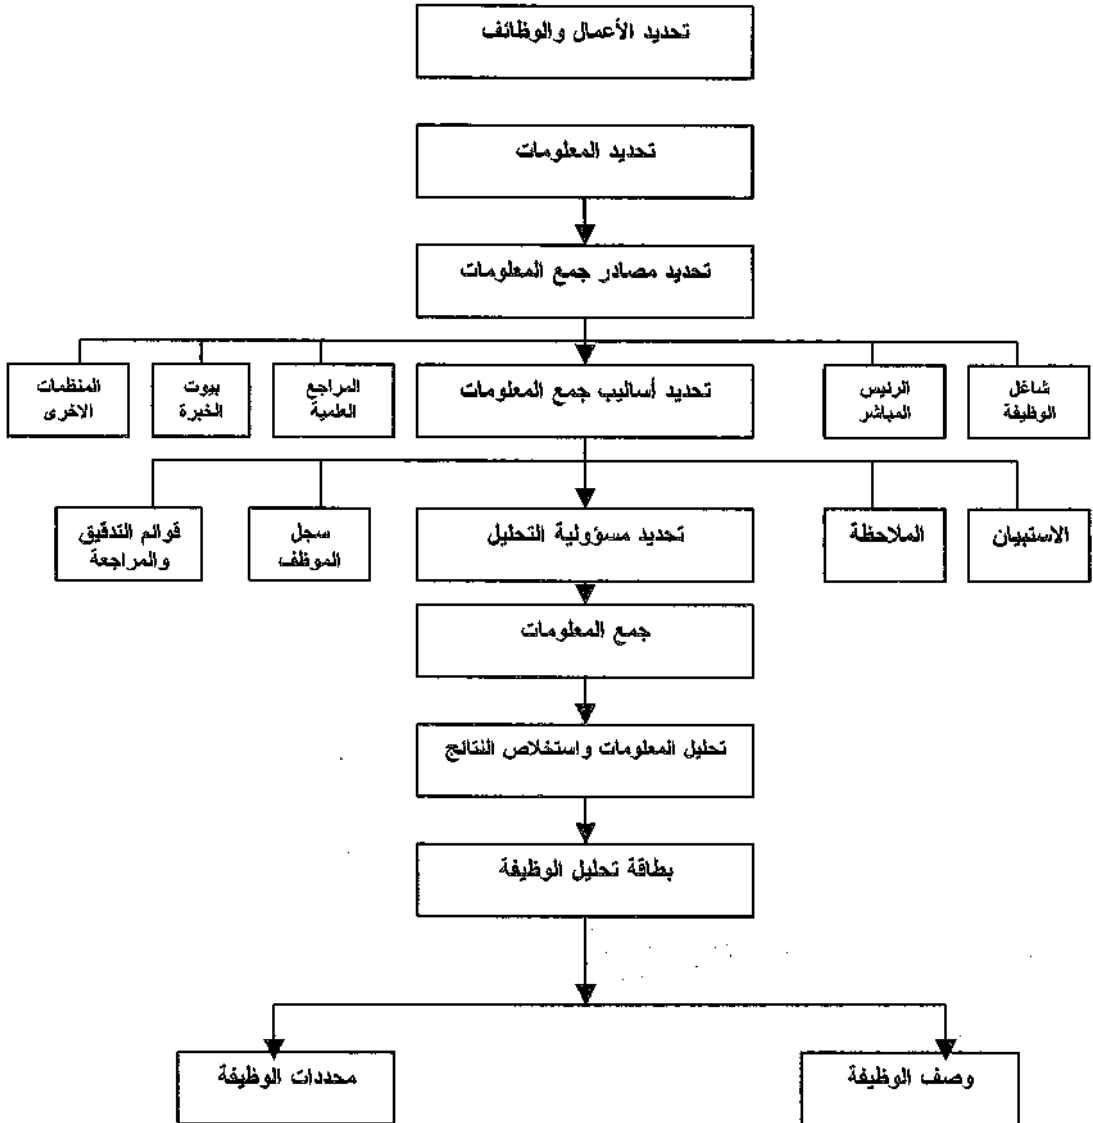 تحديد الأعمال والوظائف
تحديد المعلومات
تحديد مصادر جمع المعلومات
شاغل
الوظيفة
الرئيس
المباشر
تحديد أساليب جمع المعلومات
المراجع
العلمية
بيوت
الخبرة
المنظمات
الاخرى
الاستبيان
الملاحظة
تحديد مسؤولية التحليل
سجل
الموظف
قوائم التدقيق
والمراجعة
جمع المعلومات
تحليل المعلومات واستخلاص النتائج
بطاقة تحليل الوظيفة
وصف الوظيفة
محددات الوظيفة